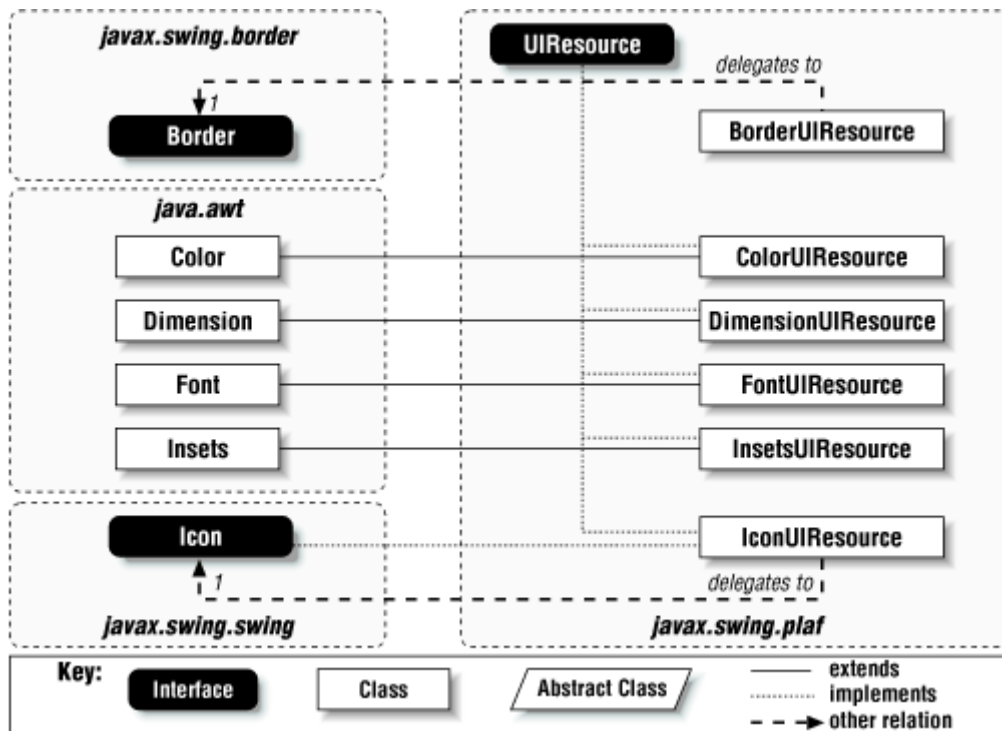 javax.swing.border
UIResource
delegates to
1
Border
BorderUIResource
java.awt
Color
ColorUIResource
Dimension
DimensionUIResource
Font
FontUIResource
Insets
InsetsUIResource
Icon
IconUIResource
1
delegates to
javax.swing.swing
javax.swing.plaf
Key:
Interface
Class
Abstract Class
extends
implements
other relation